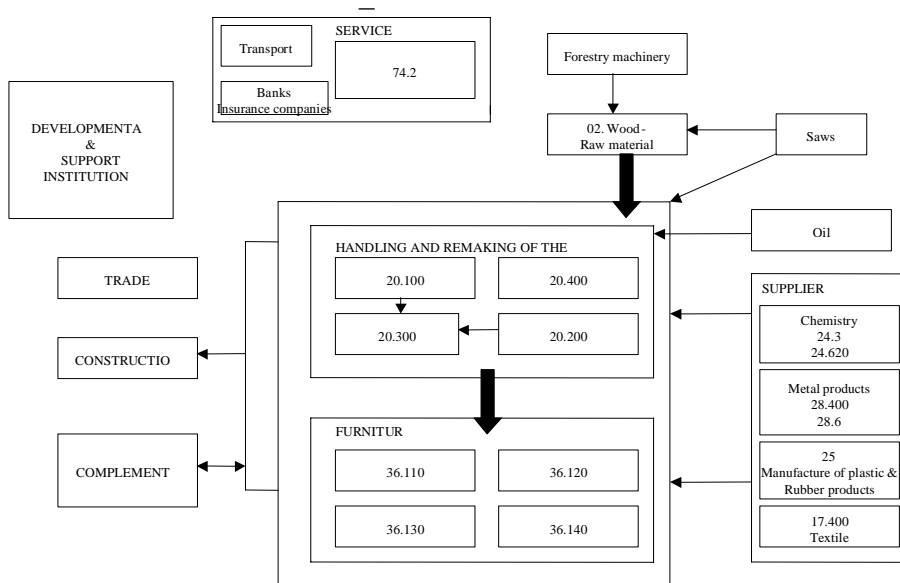 SERVICE
Transport
74.2
Banks
Insurance companies
Forestry machinery
02. Wood-
Raw material
Saws
DEVELOPMENTA
&
SUPPORT
INSTITUTION
Oil
HANDLING AND REMAKING OF THE
20.100
20.400
20.300
20.200
TRADE
CONSTRUCTIO
COMPLEMENT
SUPPLIER
Chemistry
24.3
24.620
Metal products
28.400
28.6
25
Manufacture of plastic &
Rubber products
17.400
Textile
FURNITUR
36.110
36.120
36.130
36.140